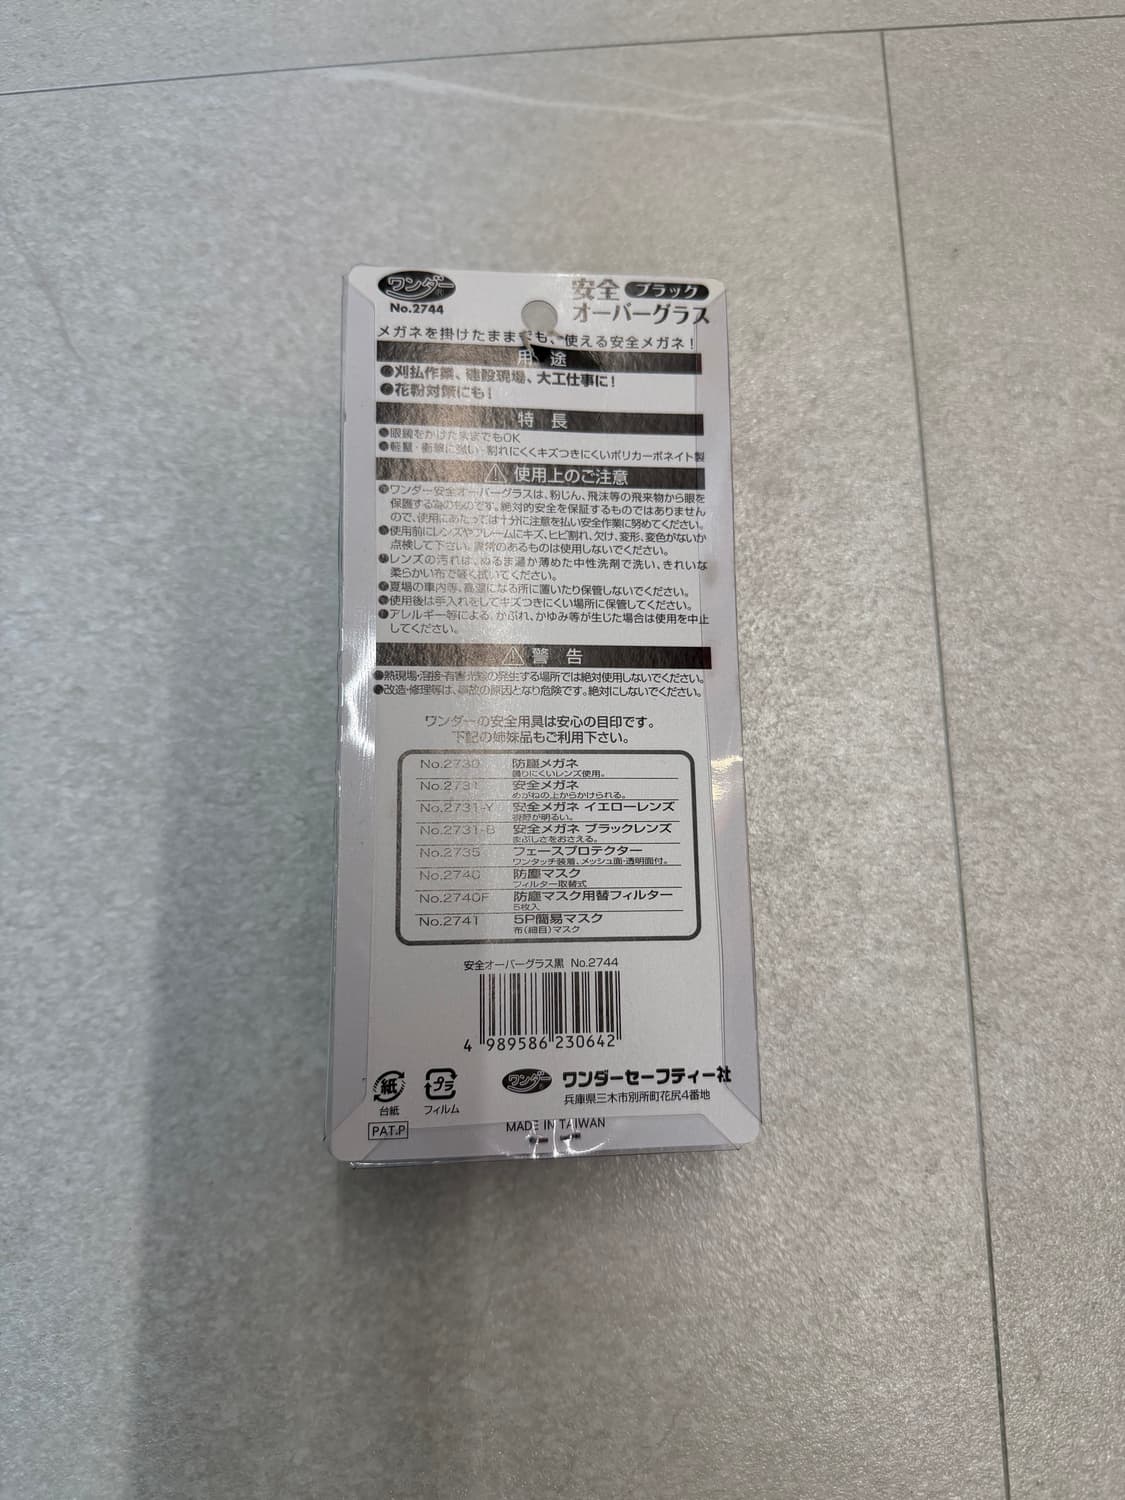 ワンダー®
No.2744
安全 ブラック
オーバーグラス
メガネを掛けたままでも、使える安全メガネ!
用 途
●刈払作業、建設現場、大工仕事に!
●花粉対策にも!
特 長
●眼鏡をかけたままでもOK
●軽量・衝撃に強い・割れにくくキズつきにくいポリカーボネイト製
⚠ 使用上のご注意
●ワンダー安全オーバーグラスは、粉じん、飛沫等の飛来物から眼を
保護する為のものです。絶対的安全を保証するものではありません
ので、使用にあたっては十分に注意を払い安全作業に努めてください。
●使用前にレンズやフレームにキズ、ヒビ割れ、欠け、変形、変色がないか
点検して下さい。異常のあるものは使用しないでください。
●レンズの汚れは、ぬるま湯か薄めた中性洗剤で洗い、きれいな
柔らかい布で軽く拭いてください。
●夏場の車内等、高温になる所に置いたり保管しないでください。
●使用後は手入れをしてキズつきにくい場所に保管してください。
●アレルギー等による、かぶれ、かゆみ等が生じた場合は使用を中止
してください。
⚠ 警 告
●熱現場・溶接・有害光線の発生する場所では絶対使用しないでください。
●改造・修理等は、事故の原因となり危険です。絶対にしないでください。
ワンダーの安全用具は安心の目印です。
下記の姉妹品もご利用下さい。
No.2730 防塵メガネ
曇りにくいレンズ使用。
No.2731 安全メガネ
めがねの上からかけられる。
No.2731-Y 安全メガネ イエローレンズ
視野が明るい。
No.2731-B 安全メガネ ブラックレンズ
まぶしさをおさえる。
No.2735 フェースプロテクター
ワンタッチ装着、メッシュ面・透明面付。
No.2740 防塵マスク
フィルター取替式
No.2740F 防塵マスク用替フィルター
5枚入
No.2741 5P簡易マスク
布(細目)マスク
安全オーバーグラス黒 No.2744
4 989586 230642
紙
台紙
プラ
フィルム
ワンダー® ワンダーセーフティー社
兵庫県三木市別所町花尻4番地
PAT.P
MADE IN TAIWAN